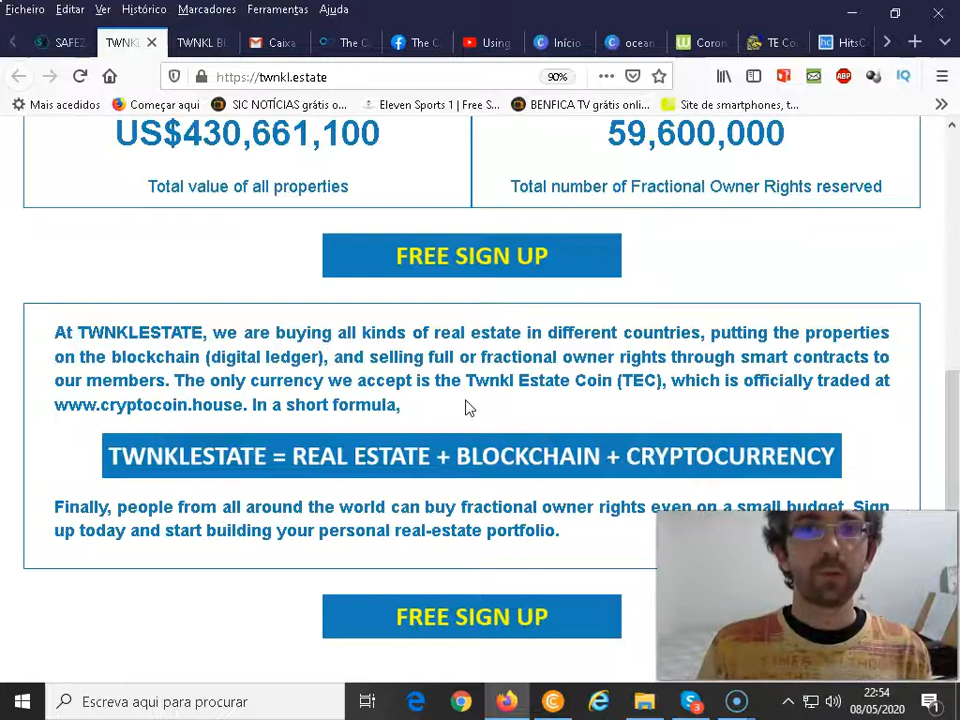 Ficheiro Editar Ver Histórico Marcadores Ferramentas Ajuda
SAFEZ TWNKL TWNKL BL Caixa The C The C Using Início ocean Coron TE Co HitsC
https://twnkl.estate 90% ABP IQ
Mais acedidos Começar aqui SIC NOTÍCIAS grátis o... Eleven Sports 1 | Free S... BENFICA TV grátis onli... Site de smartphones, t...
US$430,661,100 59,600,000
Total value of all properties Total number of Fractional Owner Rights reserved
FREE SIGN UP
At TWNKLESTATE, we are buying all kinds of real estate in different countries, putting the properties
on the blockchain (digital ledger), and selling full or fractional owner rights through smart contracts to
our members. The only currency we accept is the Twnkl Estate Coin (TEC), which is officially traded at
www.cryptocoin.house. In a short formula,
TWNKLESTATE = REAL ESTATE + BLOCKCHAIN + CRYPTOCURRENCY
Finally, people from all around the world can buy fractional owner rights even on a small budget. Sign
up today and start building your personal real-estate portfolio.
FREE SIGN UP
Escreve aqui para procurar 3 22:54
08/05/2020 1